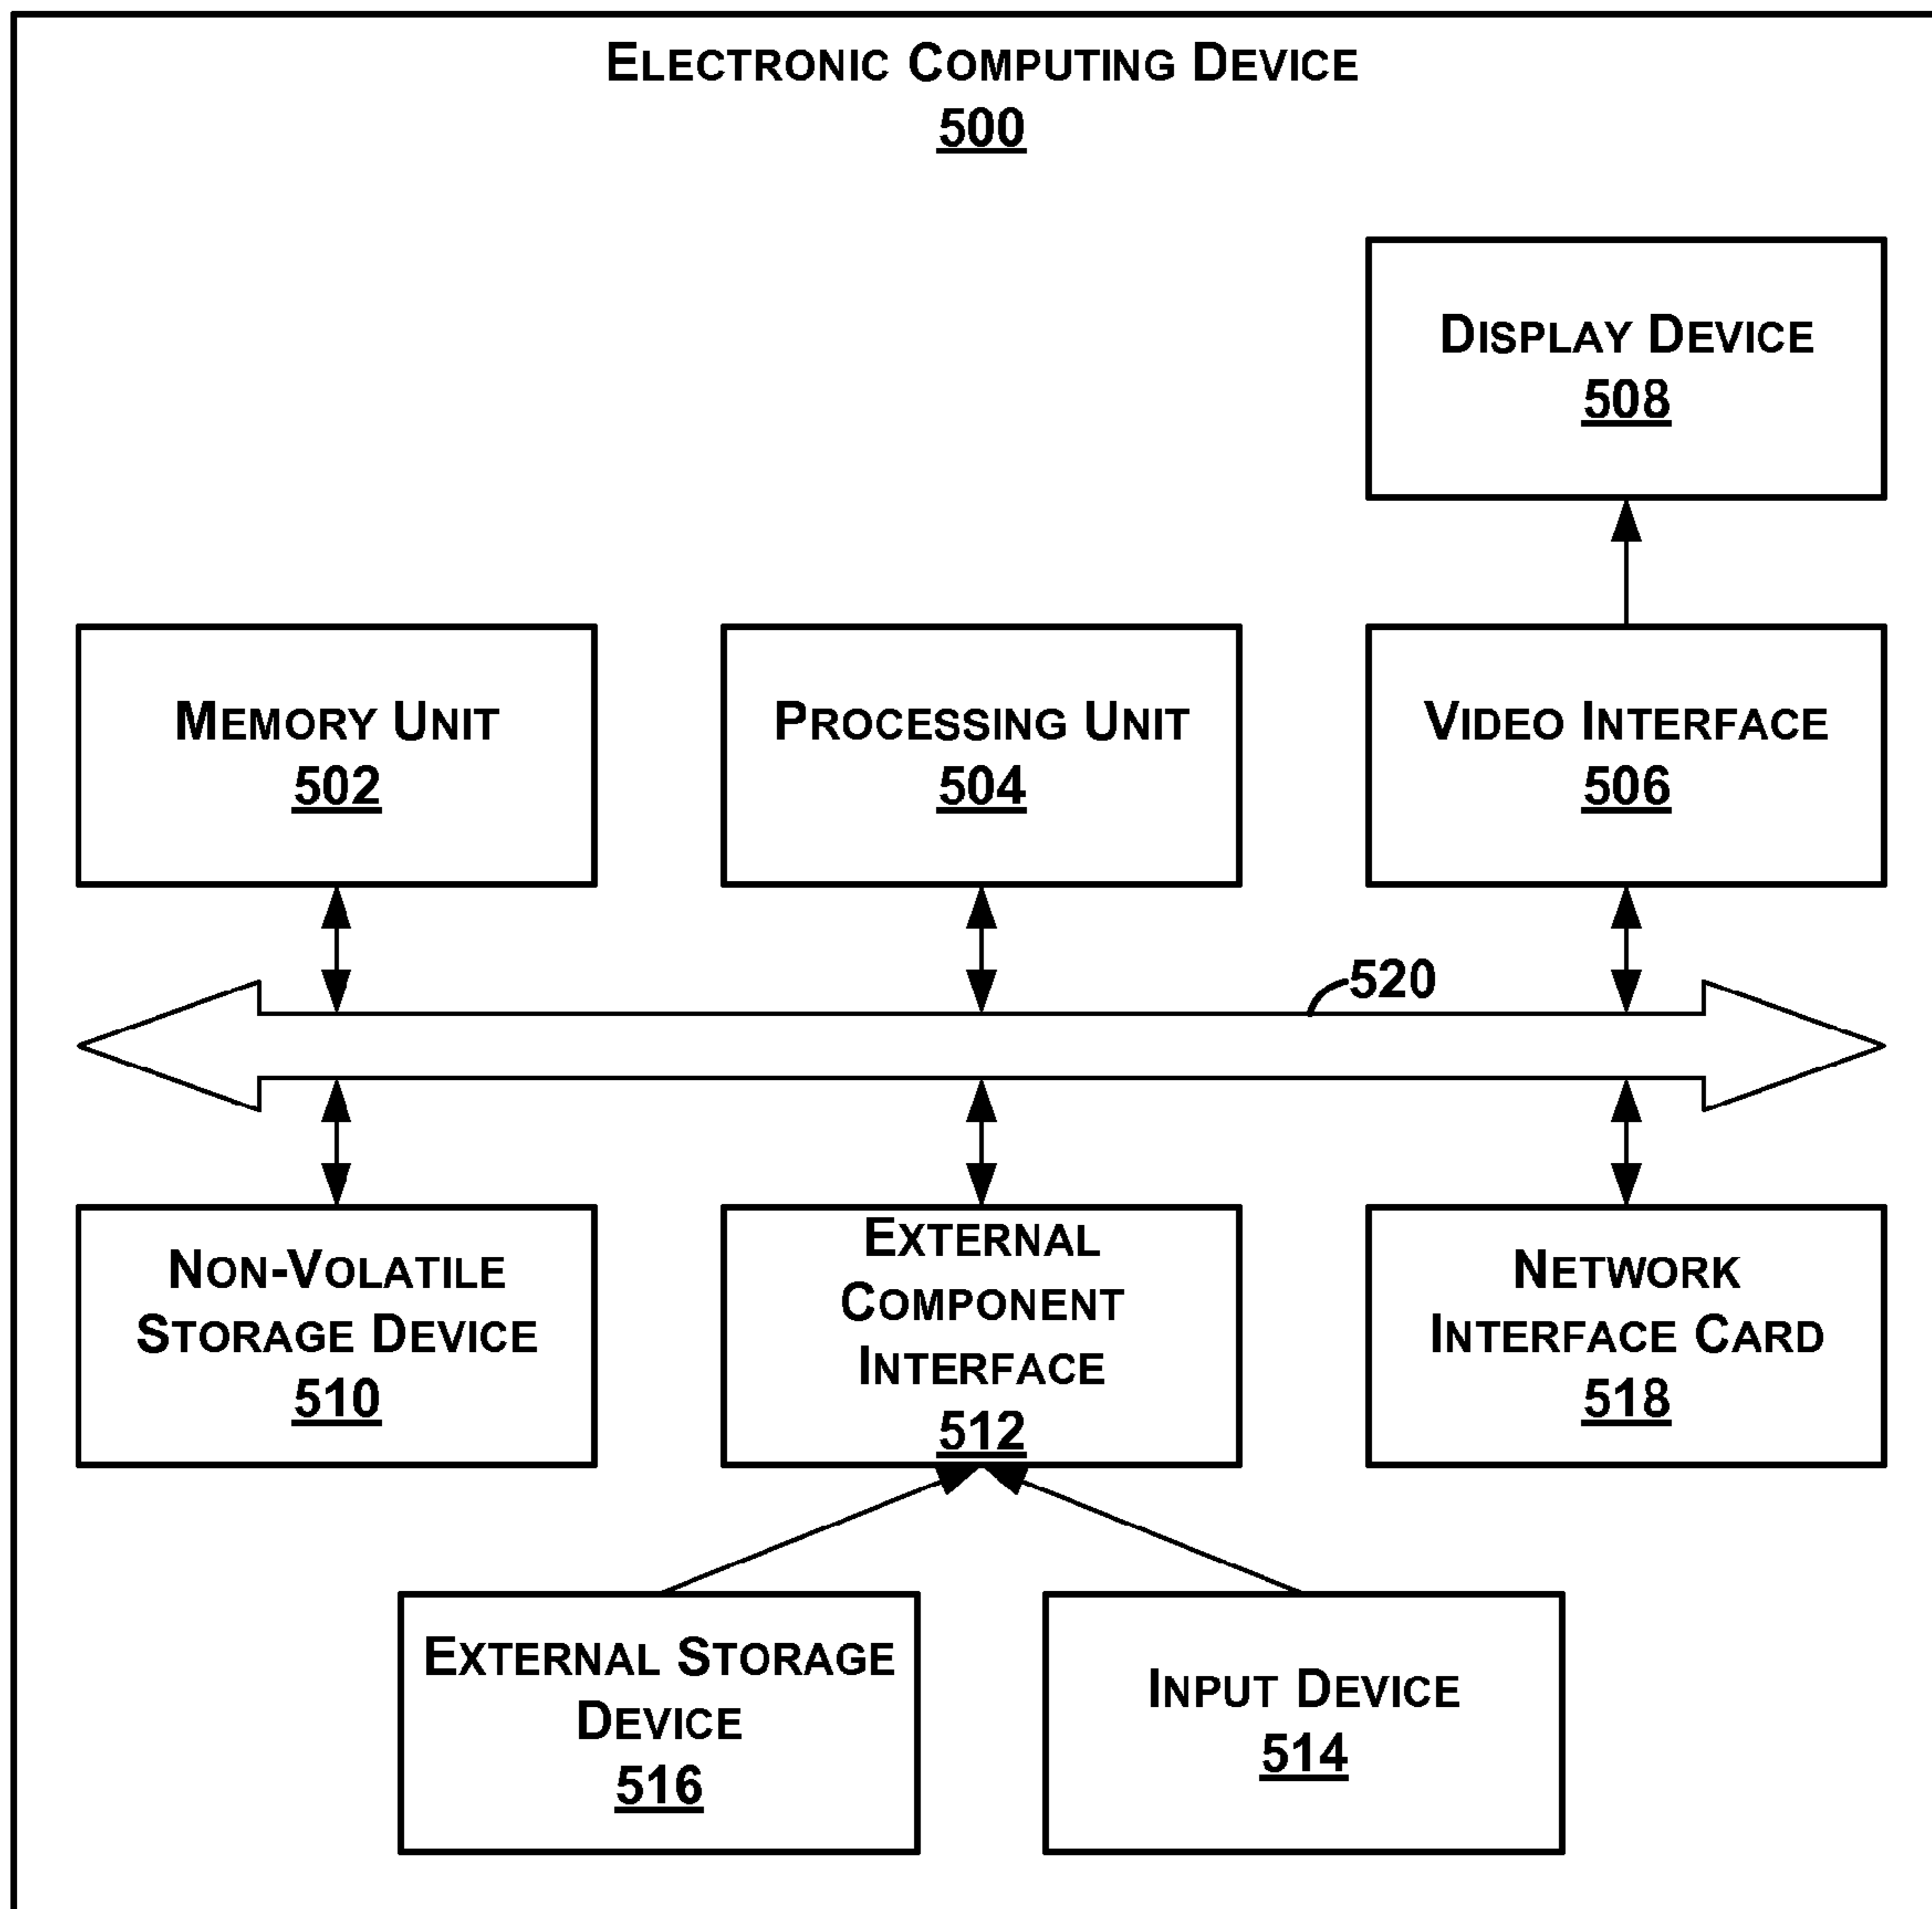 ELECTRONIC COMPUTING DEVICE
500
DISPLAY DEVICE
508
MEMORY UNIT
502
PROCESSING UNIT
504
VIDEO INTERFACE
506
520
NON-VOLATILE
STORAGE DEVICE
510
EXTERNAL
COMPONENT
INTERFACE
512
NETWORK
INTERFACE CARD
518
EXTERNAL STORAGE
DEVICE
516
INPUT DEVICE
514